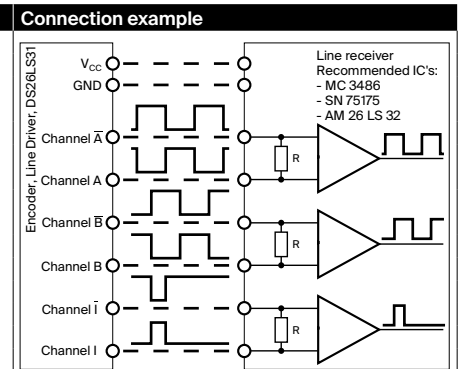 Connection example
Encoder, Line Driver, DS26LS31
V_CC
GND
Channel A̅
Channel A
Channel B̅
Channel B
Channel I̅
Channel I
Line receiver
Recommended IC's:
- MC 3486
- SN 75175
- AM 26 LS 32
R
R
R